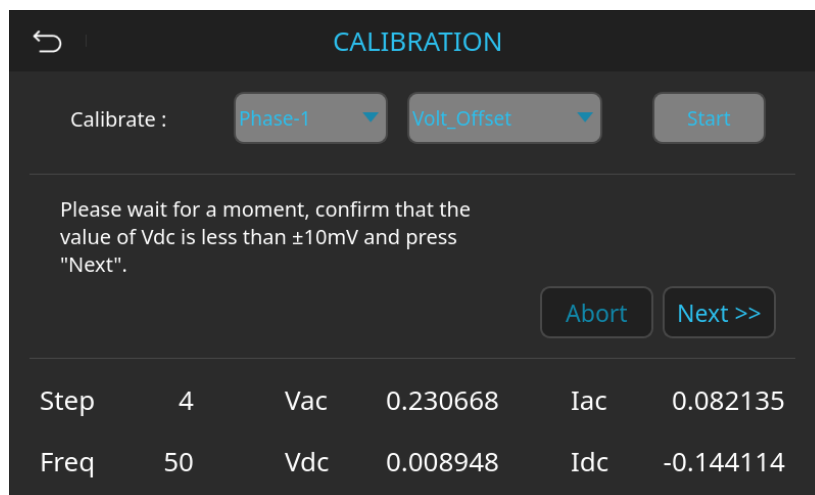 CALIBRATION
Calibrate : Phase-1 Volt_Offset Start
Please wait for a moment, confirm that the
value of Vdc is less than ±10mV and press
"Next".
Abort Next >>
Step 4 Vac 0.230668 Iac 0.082135
Freq 50 Vdc 0.008948 Idc -0.144114